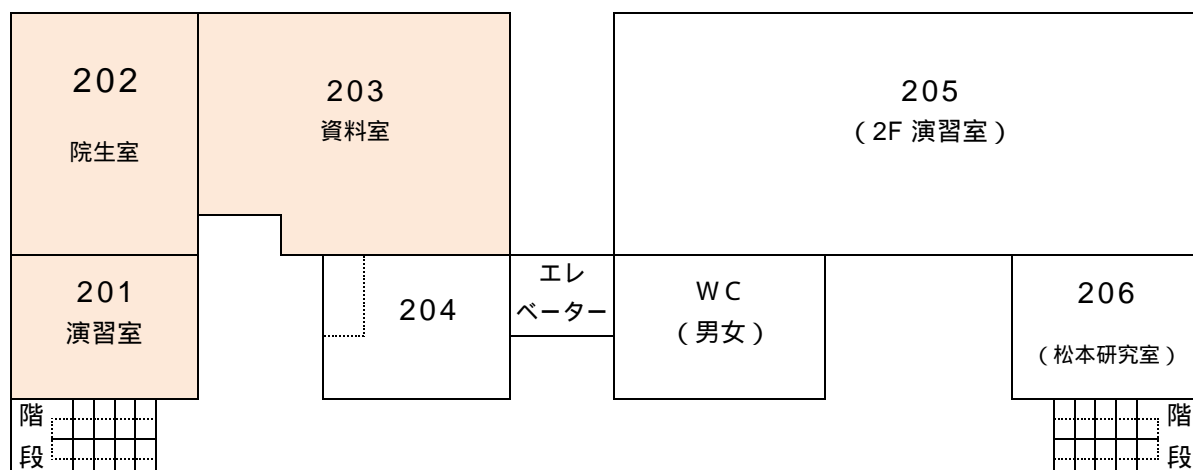 202
院生室
203
資料室
205
(2F 演習室)
201
演習室
204
エレ
ベーター
WC
(男女)
206
(松本研究室)
階
段
階
段